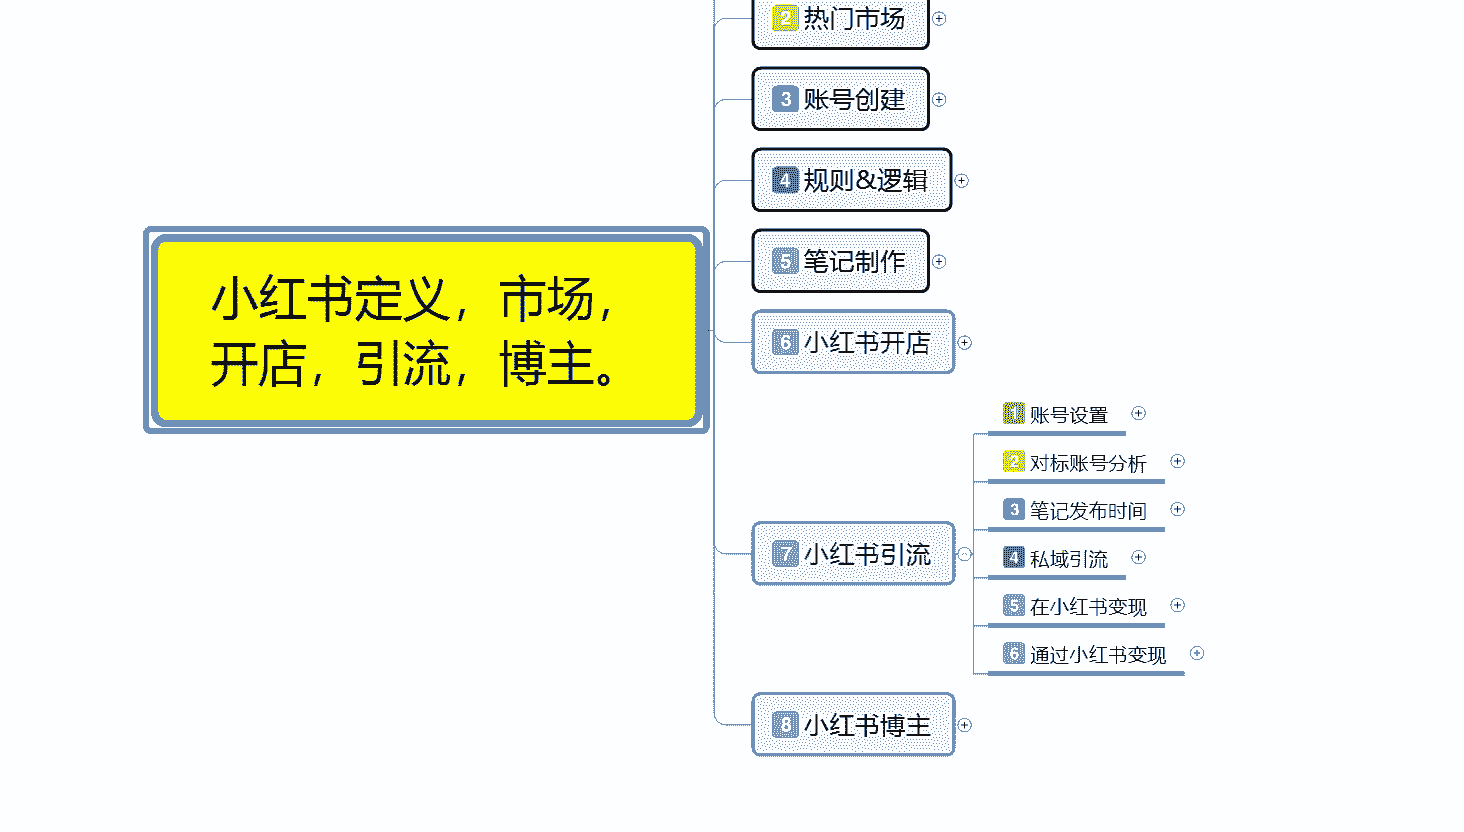 小红书定义，市场，
开店，引流，博主。
2 热门市场
3 账号创建
4 规则&逻辑
5 笔记制作
6 小红书开店
7 小红书引流
1 账号设置
2 对标账号分析
3 笔记发布时间
4 私域引流
5 在小红书变现
6 通过小红书变现
8 小红书博主